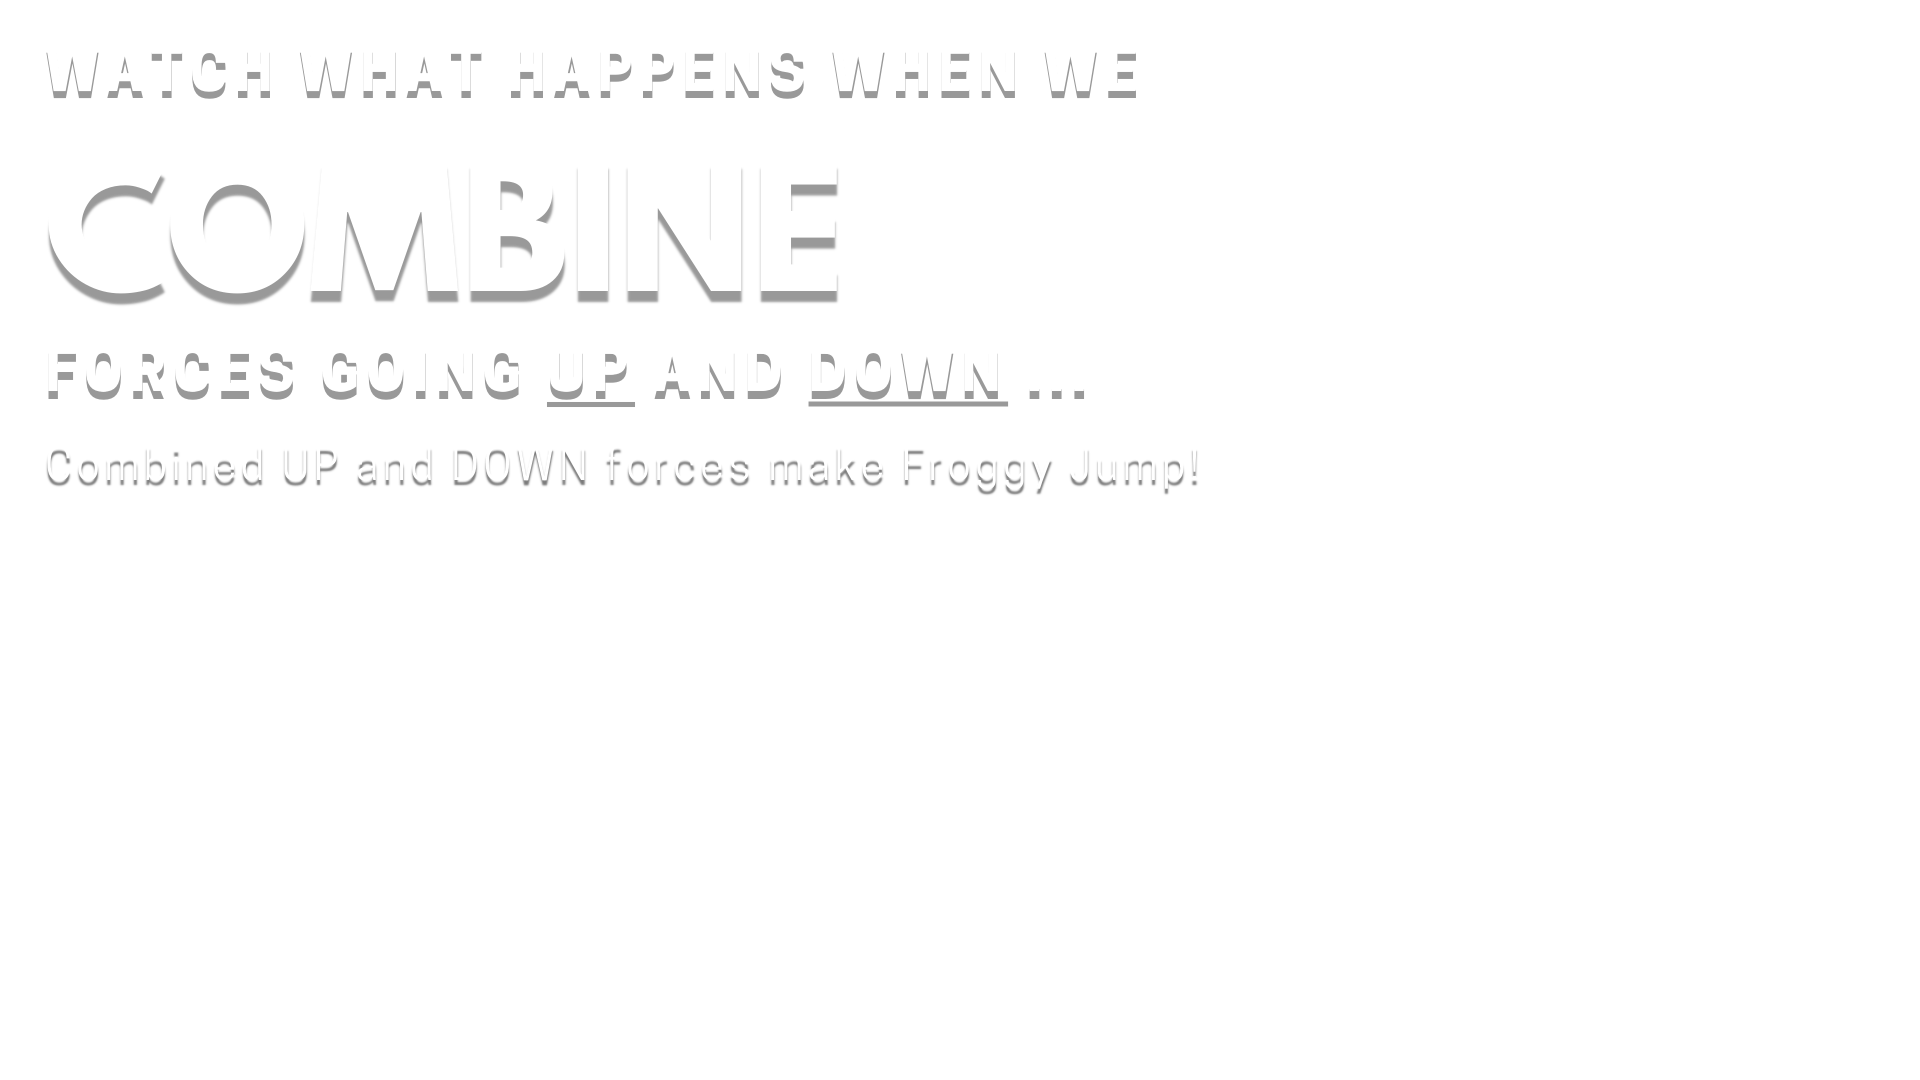 WATCH WHAT HAPPENS WHEN WE
COMBINE
FORCES GOING UP AND DOWN ...
Combined UP and DOWN forces make Froggy Jump!